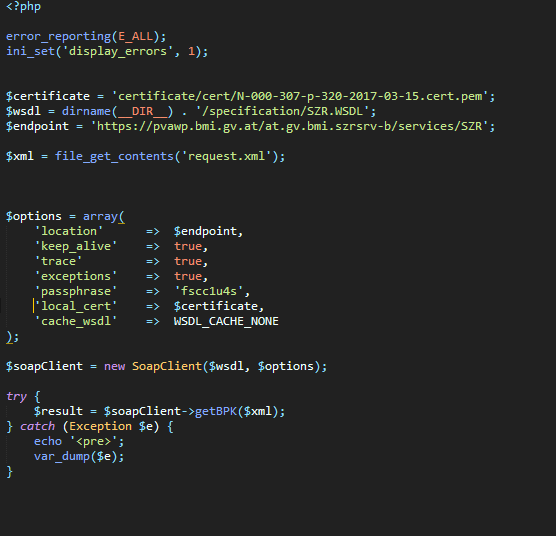 <?php
error_reporting(E_ALL);
ini_set('display_errors', 1);
$certificate = 'certificate/cert/N-000-307-p-320-2017-03-15.cert.pem';
$wsdl = dirname(__DIR__) . '/specification/SZR.WSDL';
$endpoint = 'https://pvawp.bmi.gv.at/at.gv.bmi.szrsrv-b/services/SZR';
$xml = file_get_contents('request.xml');
$options = array(
'location' => $endpoint,
'keep_alive' => true,
'trace' => true,
'exceptions' => true,
'passphrase' => 'fscc1u4s',
'local_cert' => $certificate,
'cache_wsdl' => WSDL_CACHE_NONE
);
$soapClient = new SoapClient($wsdl, $options);
try {
$result = $soapClient->getBPK($xml);
} catch (Exception $e) {
echo '<pre>';
var_dump($e);
}